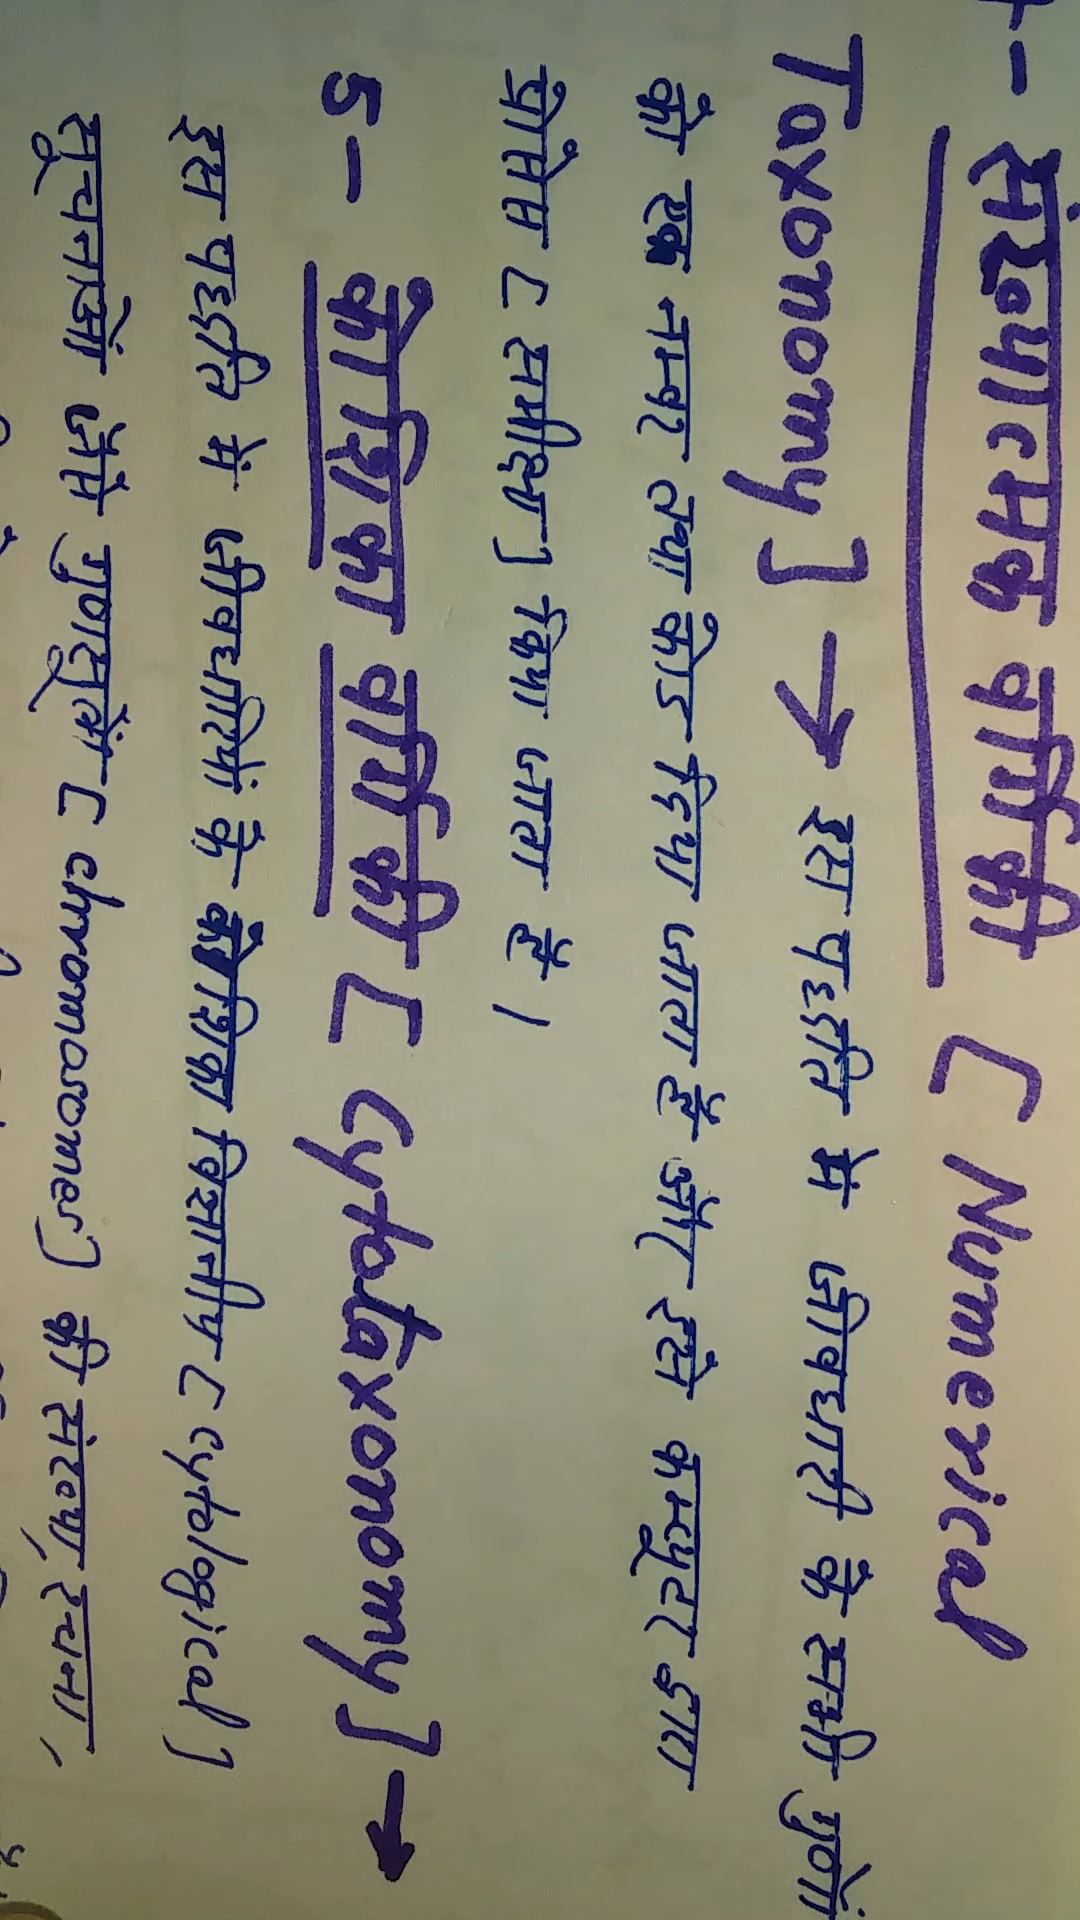 - संख्यात्मक वर्गिकी [ Numerical
Taxonomy ] → इस पद्धति में जीवधारी के सभी गुणों
को एक नम्बर तथा कोड दिया जाता हैं और इसे कम्प्युटर द्वारा
प्रोसेस [ समीक्षा ] किया जाता हैं।
5- कोशिका वर्गिकी [ Cytotaxonomy ] →
इस पद्धति में जीवधारियों के कोशिका विज्ञानीय [ Cytological ]
सूचनाओं जैसे गुणसूत्रों [ chromosomes ] की संख्या, रचना,